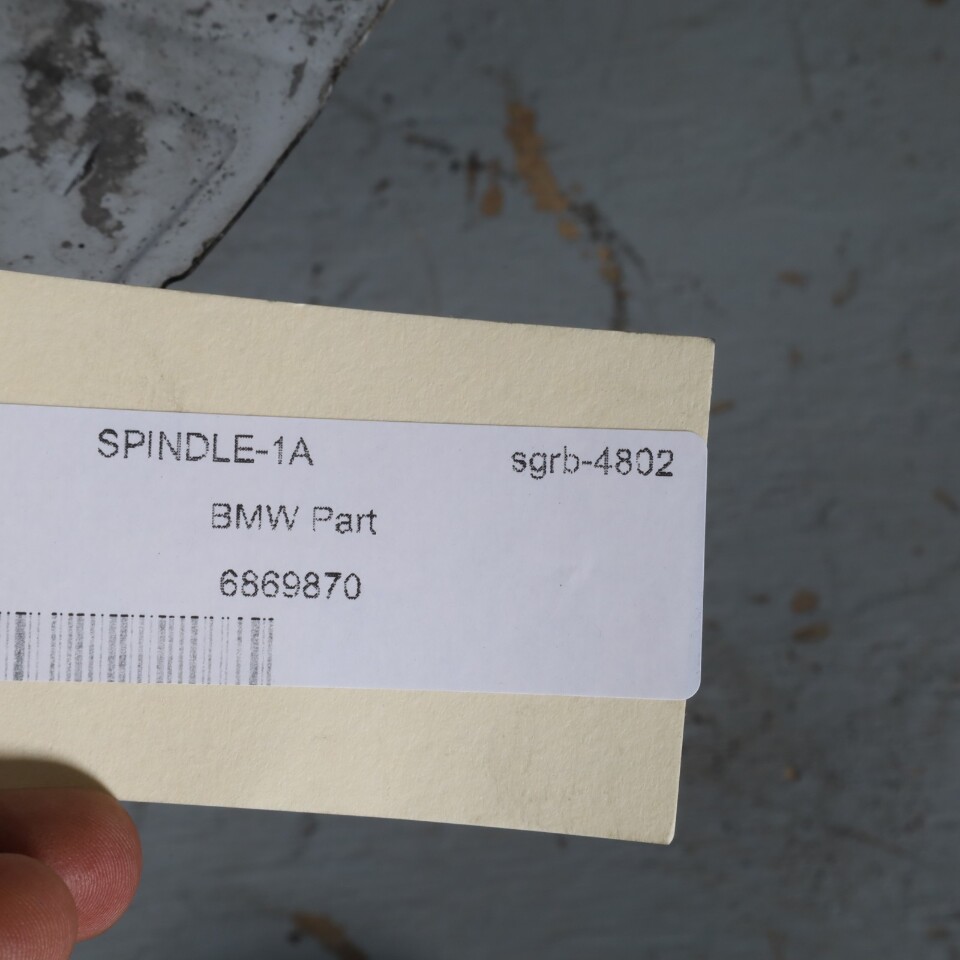 SPINDLE-1A sgrb-4802
BMW Part
6869870